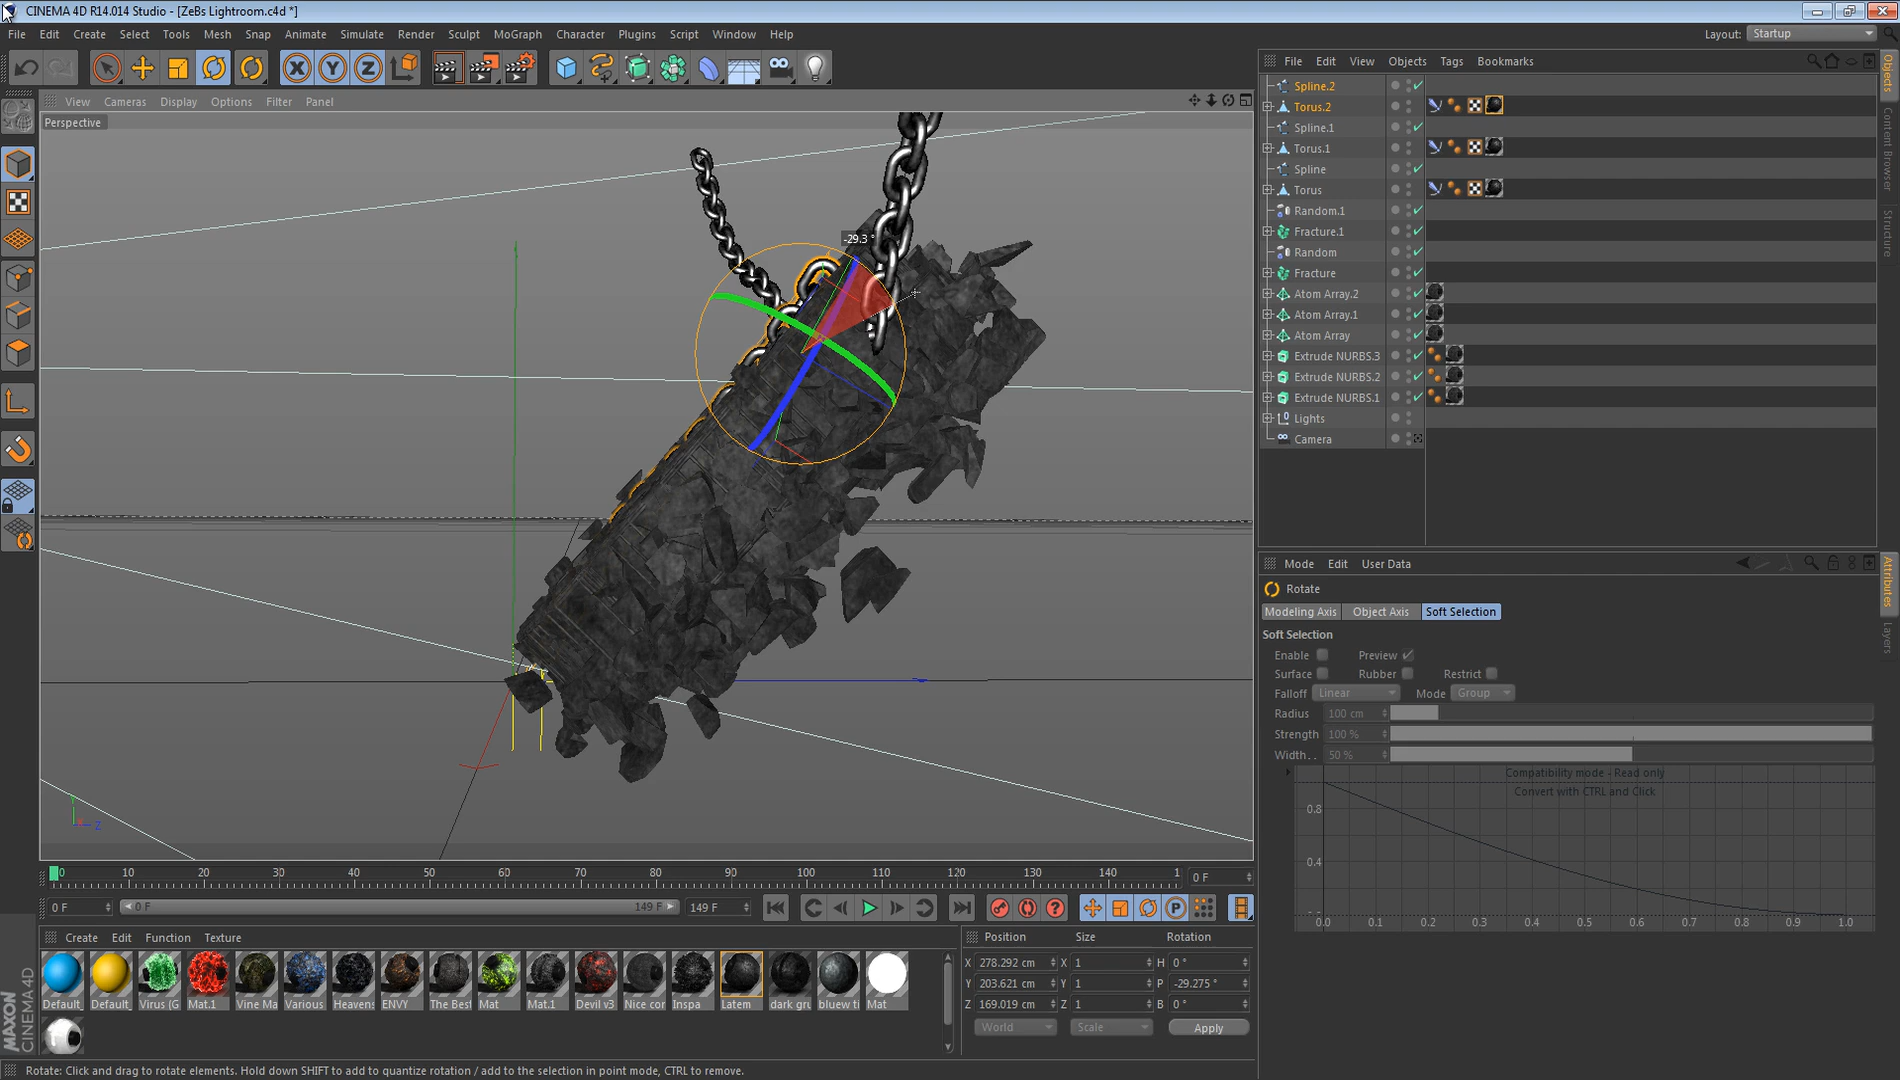 CINEMA 4D R14.014 Studio - [ZeBs Lightroom.c4d *]
File Edit Create Select Tools Mesh Snap Animate Simulate Render Sculpt MoGraph Character Plugins Script Window Help
Layout: Startup
X Y Z
View Cameras Display Options Filter Panel
Perspective
-29.3 °
Z
File Edit View Objects Tags Bookmarks
Spline.2
Torus.2
Spline.1
Torus.1
Spline
Torus
Random.1
Fracture.1
Random
Fracture
Atom Array.2
Atom Array.1
Atom Array
Extrude NURBS.3
Extrude NURBS.2
Extrude NURBS.1
Lights
Camera
Objects
Content Browser
Structure
Mode Edit User Data
Rotate
Modeling Axis Object Axis Soft Selection
Soft Selection
Enable Preview
Surface Rubber Restrict
Falloff Linear Mode Group
Radius 100 cm
Strength 100 %
Width . . 50 %
Compatibility mode - Read only
Convert with CTRL and Click
0.8
0.4
0.0 0.1 0.2 0.3 0.4 0.5 0.6 0.7 0.8 0.9 1.0
Attributes
Layers
0 10 20 30 40 50 60 70 80 90 100 110 120 130 140 1
0 F
0 F
0 F 149 F
149 F
P
Create Edit Function Texture
Default_ Default_ Virus (G Mat.1 Vine Ma Various Heavens ENVY The Best Mat Mat.1 Devil v3 Nice cor Inspa Latem dark gru bluew ti Mat
Position Size Rotation
X 278.292 cm X 1 H 0 °
Y 203.621 cm Y 1 P -29.275 °
Z 169.019 cm Z 1 B 0 °
World Scale Apply
MAXON CINEMA 4D
Rotate: Click and drag to rotate elements. Hold down SHIFT to add to quantize rotation / add to the selection in point mode, CTRL to remove.